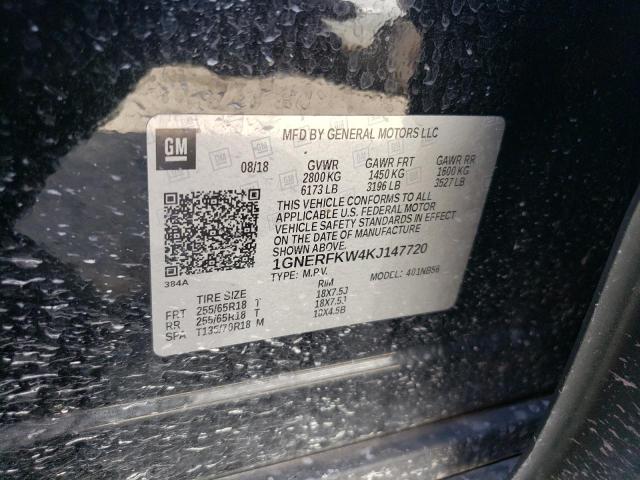 GM
MFD BY GENERAL MOTORS LLC
08/18 GVWR GAWR FRT GAWR RR
2800 KG 1450 KG 1600 KG
6173 LB 3196 LB 3527 LB
THIS VEHICLE CONFORMS TO ALL
APPLICABLE U.S. FEDERAL MOTOR
VEHICLE SAFETY STANDARDS IN EFFECT
ON THE DATE OF MANUFACTURE
SHOWN ABOVE.
1GNERFKW4KJ147720
TYPE: M.P.V. MODEL: 401NB56
384A
TIRE SIZE RIM
FRT 255/65R18 T 18X7.5J
RR 255/65R18 T 18X7.5J
SPA T135/70R18 M 18X4.5B